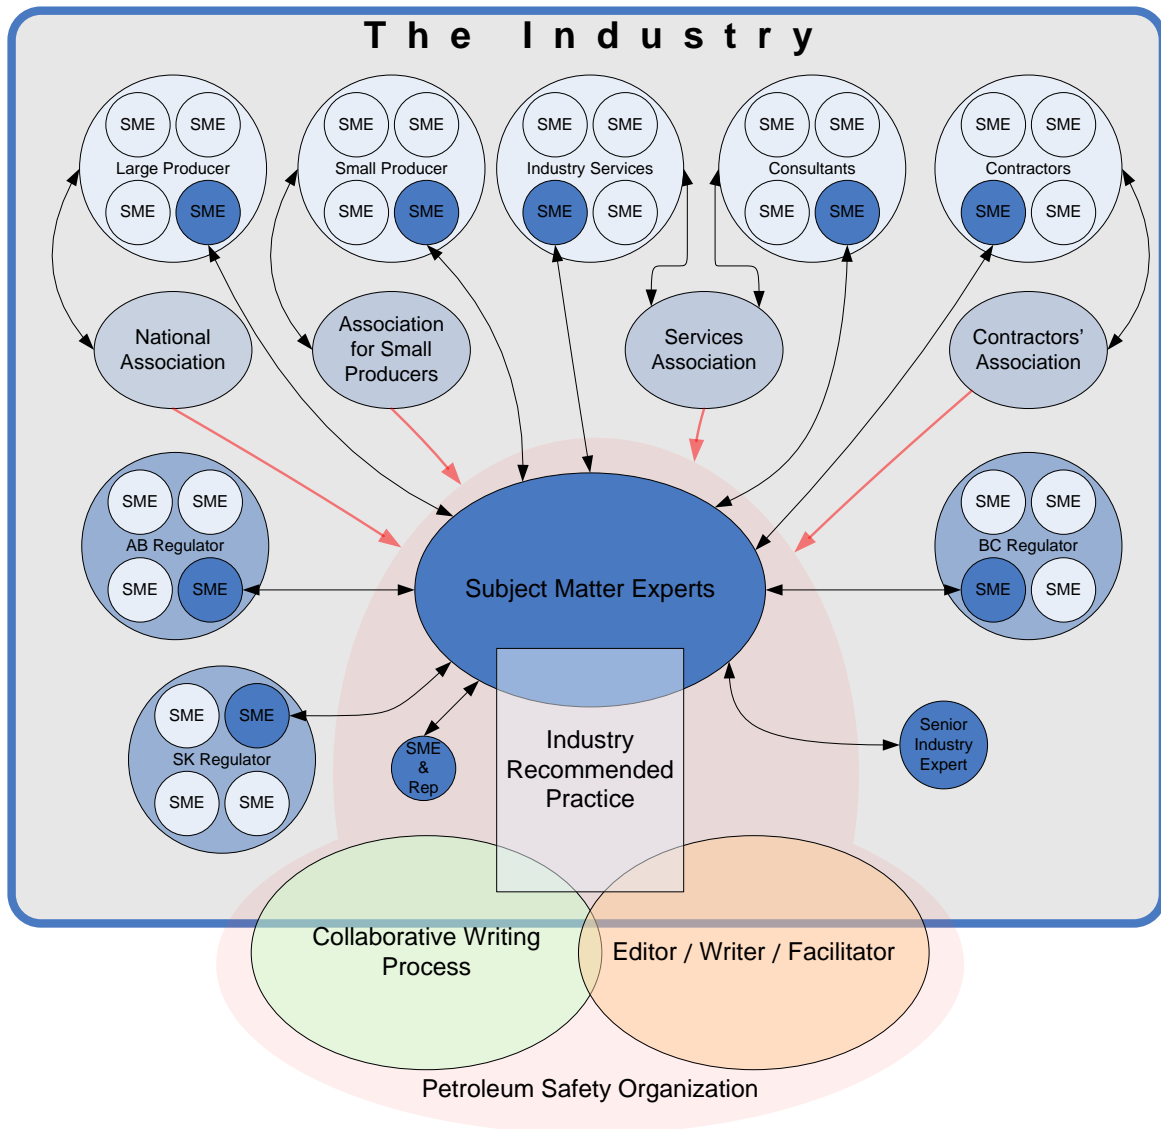 The Industry
SME SME
Large Producer
SME SME
SME SME
Small Producer
SME SME
SME SME
Industry Services
SME SME
SME SME
Consultants
SME SME
SME SME
Contractors
SME SME
National
Association
Association
for Small
Producers
Services
Association
Contractors’
Association
SME SME
AB Regulator
SME SME
Subject Matter Experts
SME SME
BC Regulator
SME SME
SME SME
SK Regulator
SME SME
SME
&
Rep
Industry
Recommended
Practice
Senior
Industry
Expert
Collaborative Writing
Process
Editor / Writer / Facilitator
Petroleum Safety Organization